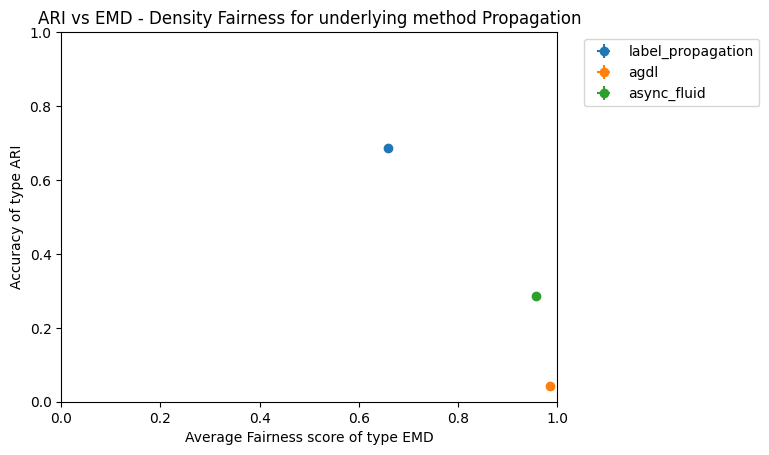 ARI vs EMD - Density Fairness for underlying method Propagation
1.0
0.8
0.6
0.4
0.2
0.0
Accuracy of type ARI
0.0 0.2 0.4 0.6 0.8 1.0
Average Fairness score of type EMD
label_propagation
agdl
async_fluid